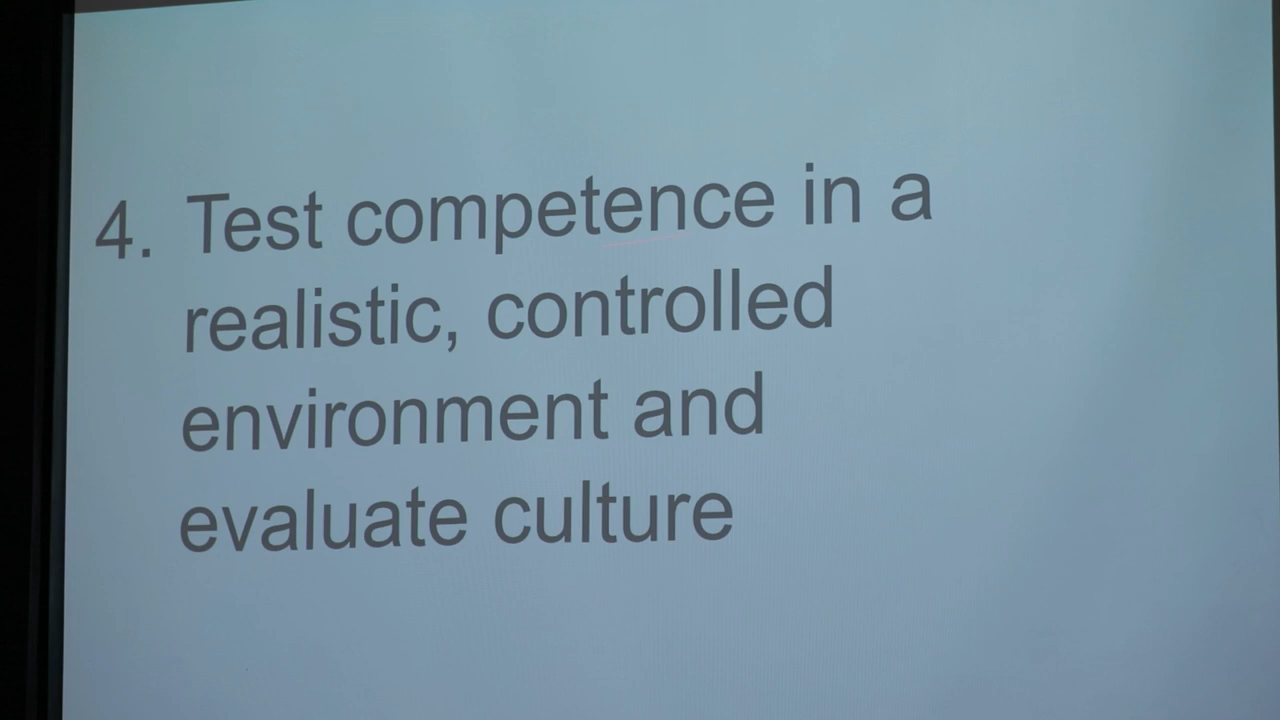 4. Test competence in a
realistic, controlled
environment and
evaluate culture